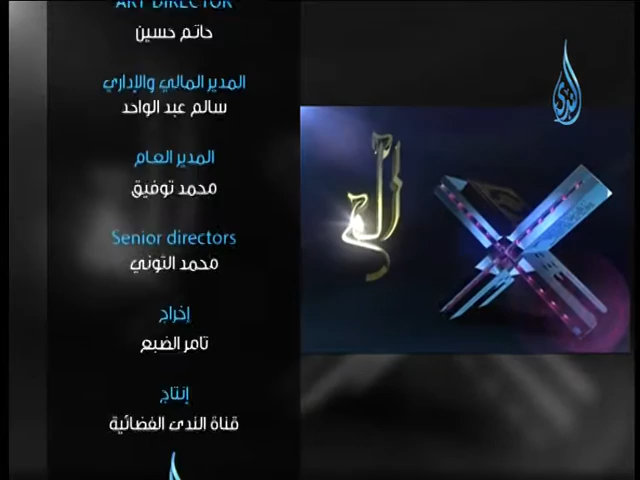 ART DIRECTOR
حاتم حسين
المدير المالي والإداري
سالم عبد الواحد
المدير العام
محمد توفيق
Senior directors
محمد التوني
إخراج
تامر الضبع
إنتاج
قناة الندى الفضائية
الندى